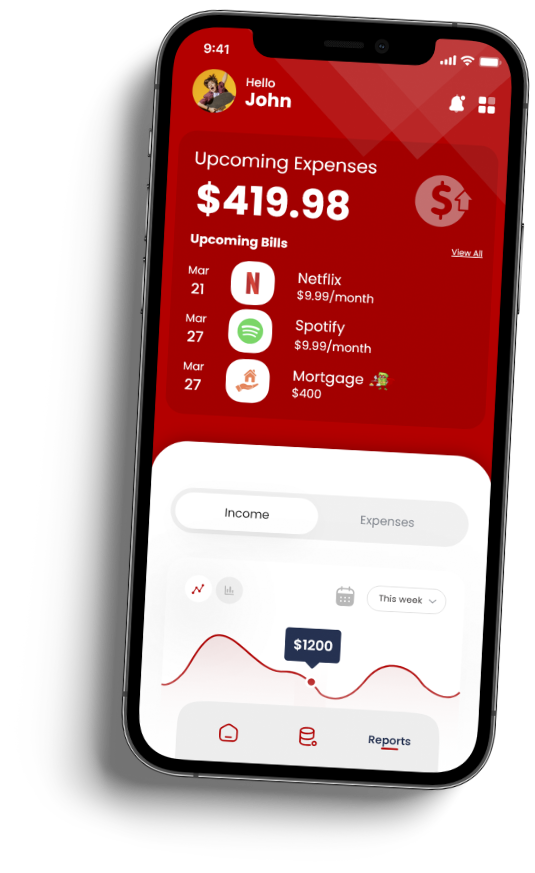 9:41
Hello
John
Upcoming Expenses
$419.98
Upcoming Bills
View All
Mar
21
N
Netflix
$9.99/month
Mar
27
Spotify
$9.99/month
Mar
27
Mortgage
$400
Income
Expenses
This week
$1200
Reports